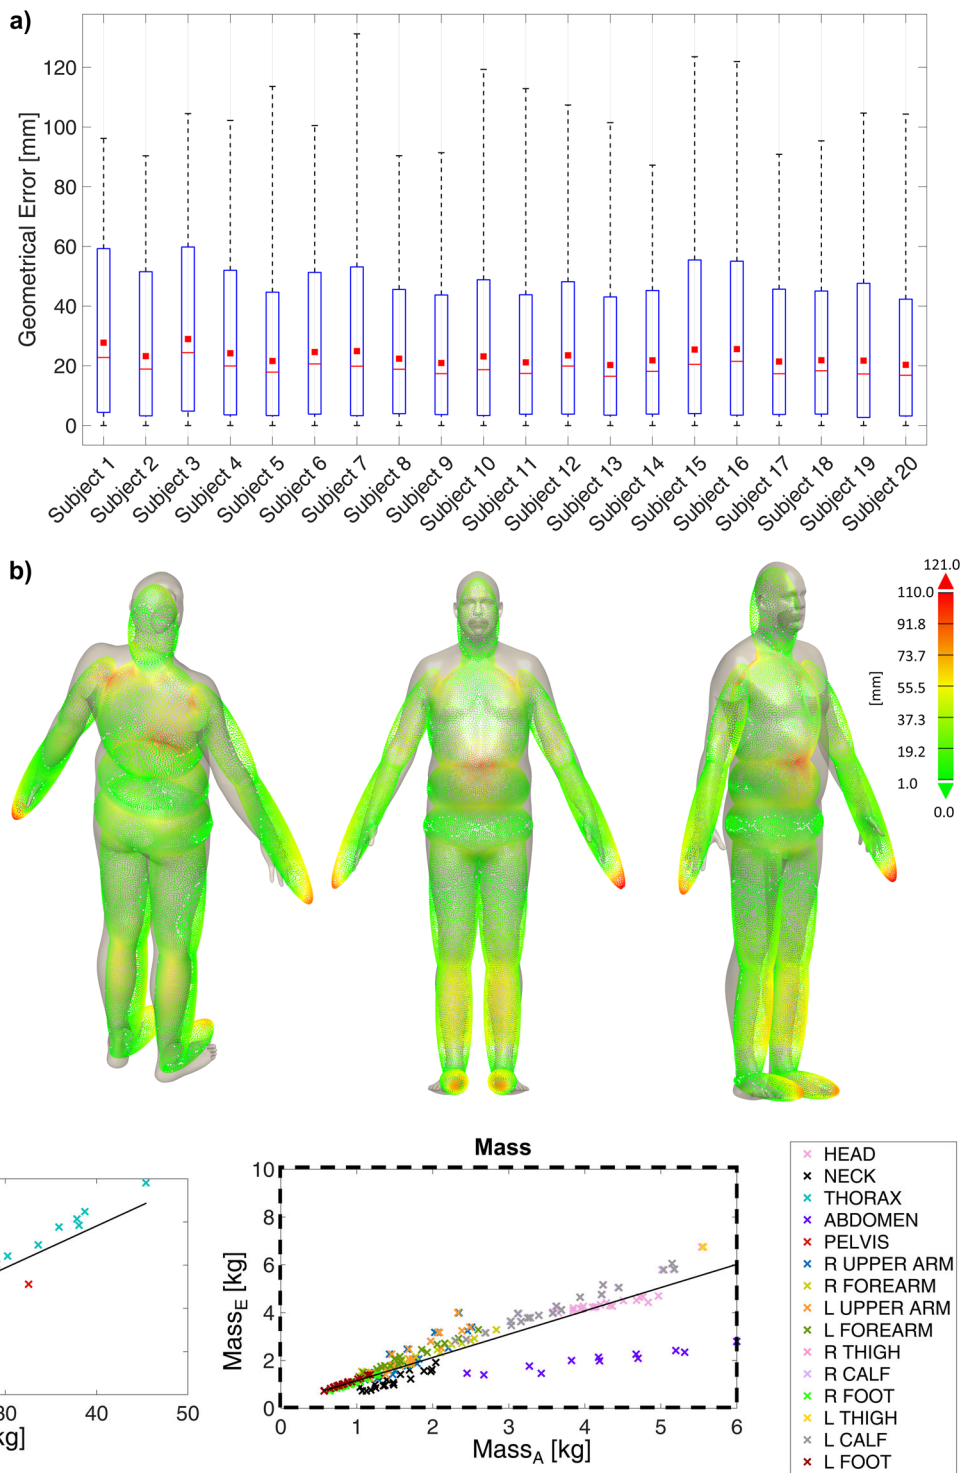 a)
Geometrical Error [mm]
120
100
80
60
40
20
0
Subject 1
Subject 2
Subject 3
Subject 4
Subject 5
Subject 6
Subject 7
Subject 8
Subject 9
Subject 10
Subject 11
Subject 12
Subject 13
Subject 14
Subject 15
Subject 16
Subject 17
Subject 18
Subject 19
Subject 20
b)
121.0
110.0
91.8
73.7
55.5
37.3
19.2
1.0
0.0
[mm]
30
40
50
kg]
Mass
Mass_E [kg]
10
8
6
4
2
0
0
1
2
3
4
5
6
Mass_A [kg]
HEAD
NECK
THORAX
ABDOMEN
PELVIS
R UPPER ARM
R FOREARM
L UPPER ARM
L FOREARM
R THIGH
R CALF
R FOOT
L THIGH
L CALF
L FOOT